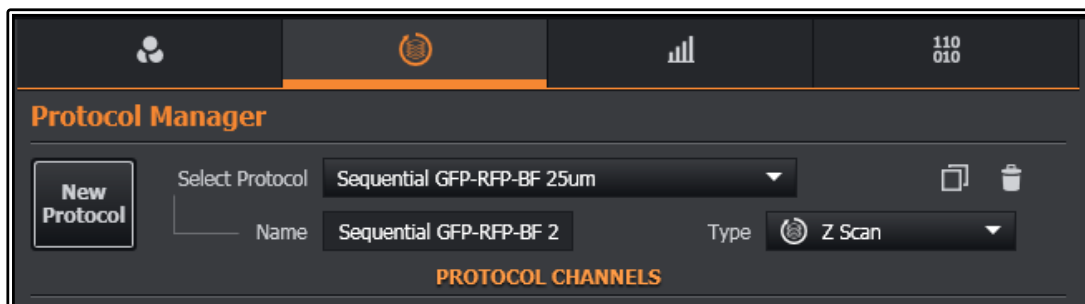 110
010
Protocol Manager
New
Protocol
Select Protocol Sequential GFP-RFP-BF 25um
Name Sequential GFP-RFP-BF 2 Type Z Scan
PROTOCOL CHANNELS